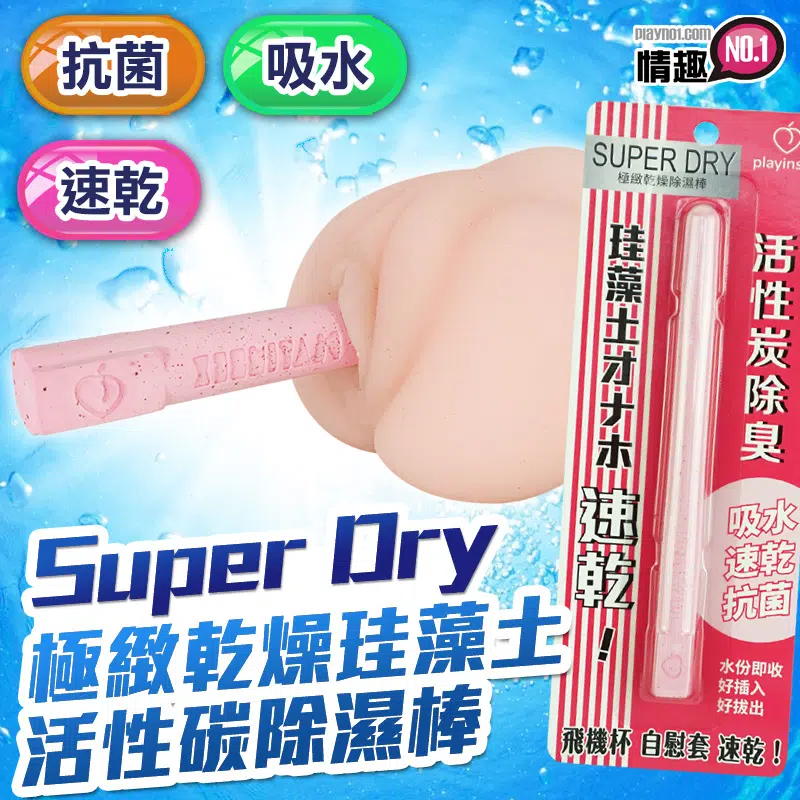 抗菌
吸水
速乾
playno1.com
情趣
NO.1
SUPER DRY
極緻乾燥除濕棒
playins
珪藻土オナホ
速乾！
活性炭除臭
吸水
速乾
抗菌
水份即收
好插入
好拔出
飛機杯 自慰套 速乾！
Super Dry
極緻乾燥珪藻土
活性碳除濕棒